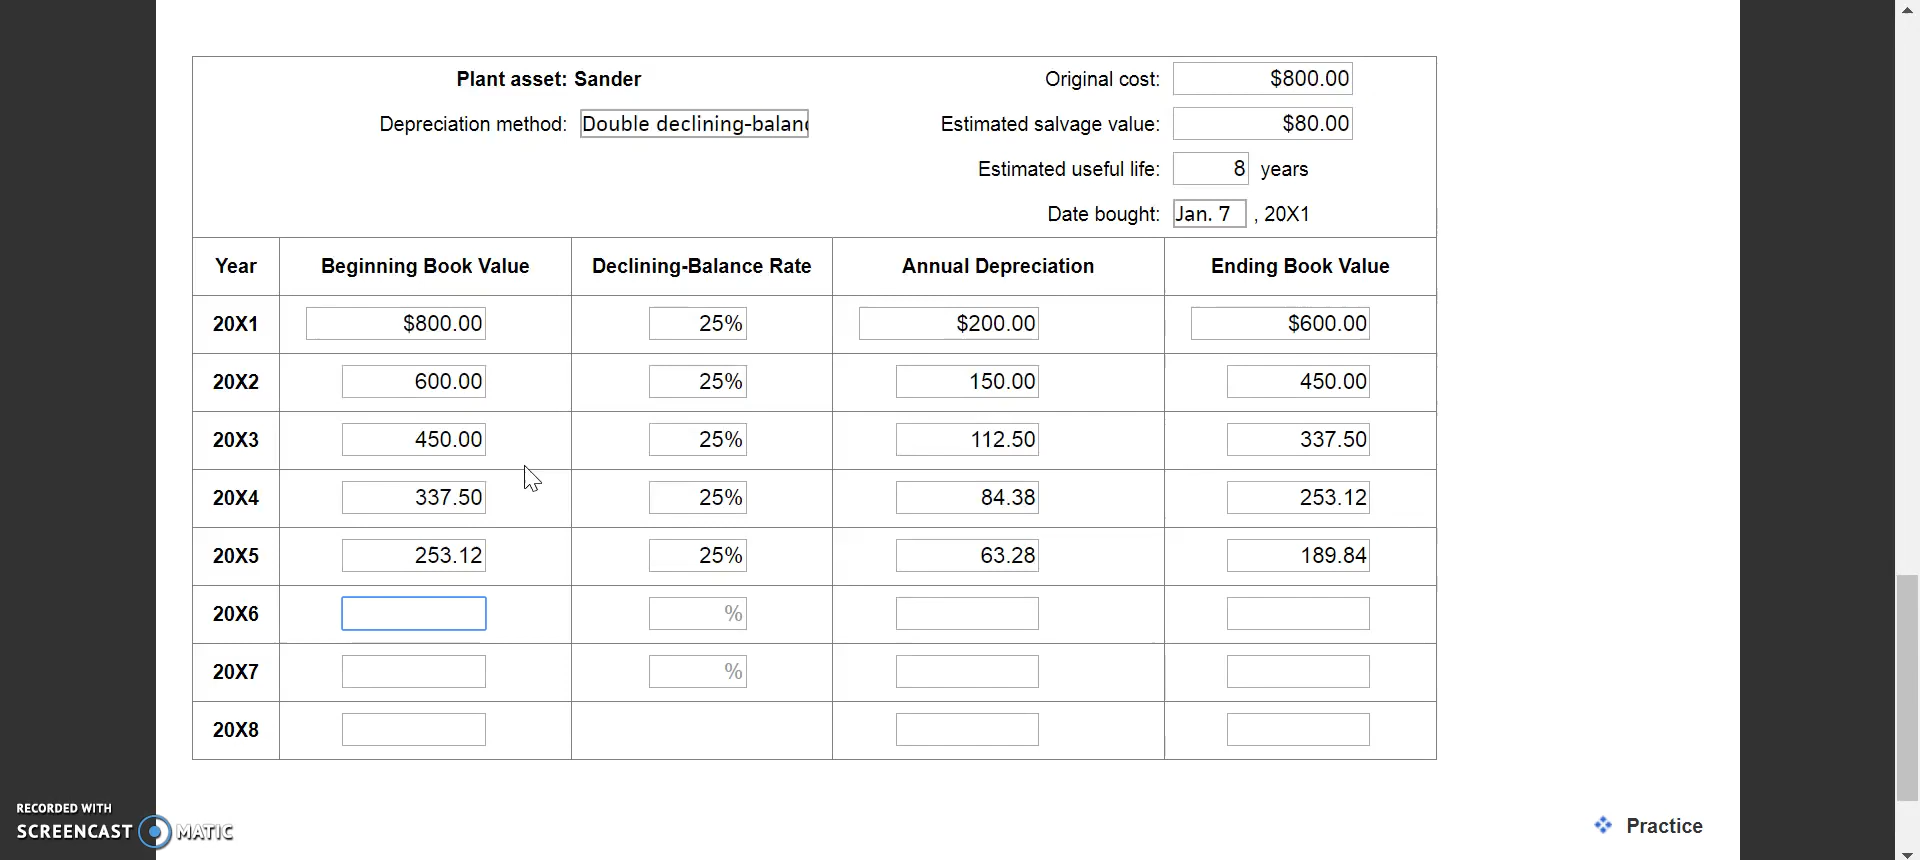 Plant asset: Sander Original cost: $800.00
Depreciation method: Double declining-balanc Estimated salvage value: $80.00
Estimated useful life: 8 years
Date bought: Jan. 7 , 20X1
Year Beginning Book Value Declining-Balance Rate Annual Depreciation Ending Book Value
20X1 $800.00 25% $200.00 $600.00
20X2 600.00 25% 150.00 450.00
20X3 450.00 25% 112.50 337.50
20X4 337.50 25% 84.38 253.12
20X5 253.12 25% 63.28 189.84
20X6 %
20X7 %
20X8
RECORDED WITH
SCREENCAST MATIC
Practice